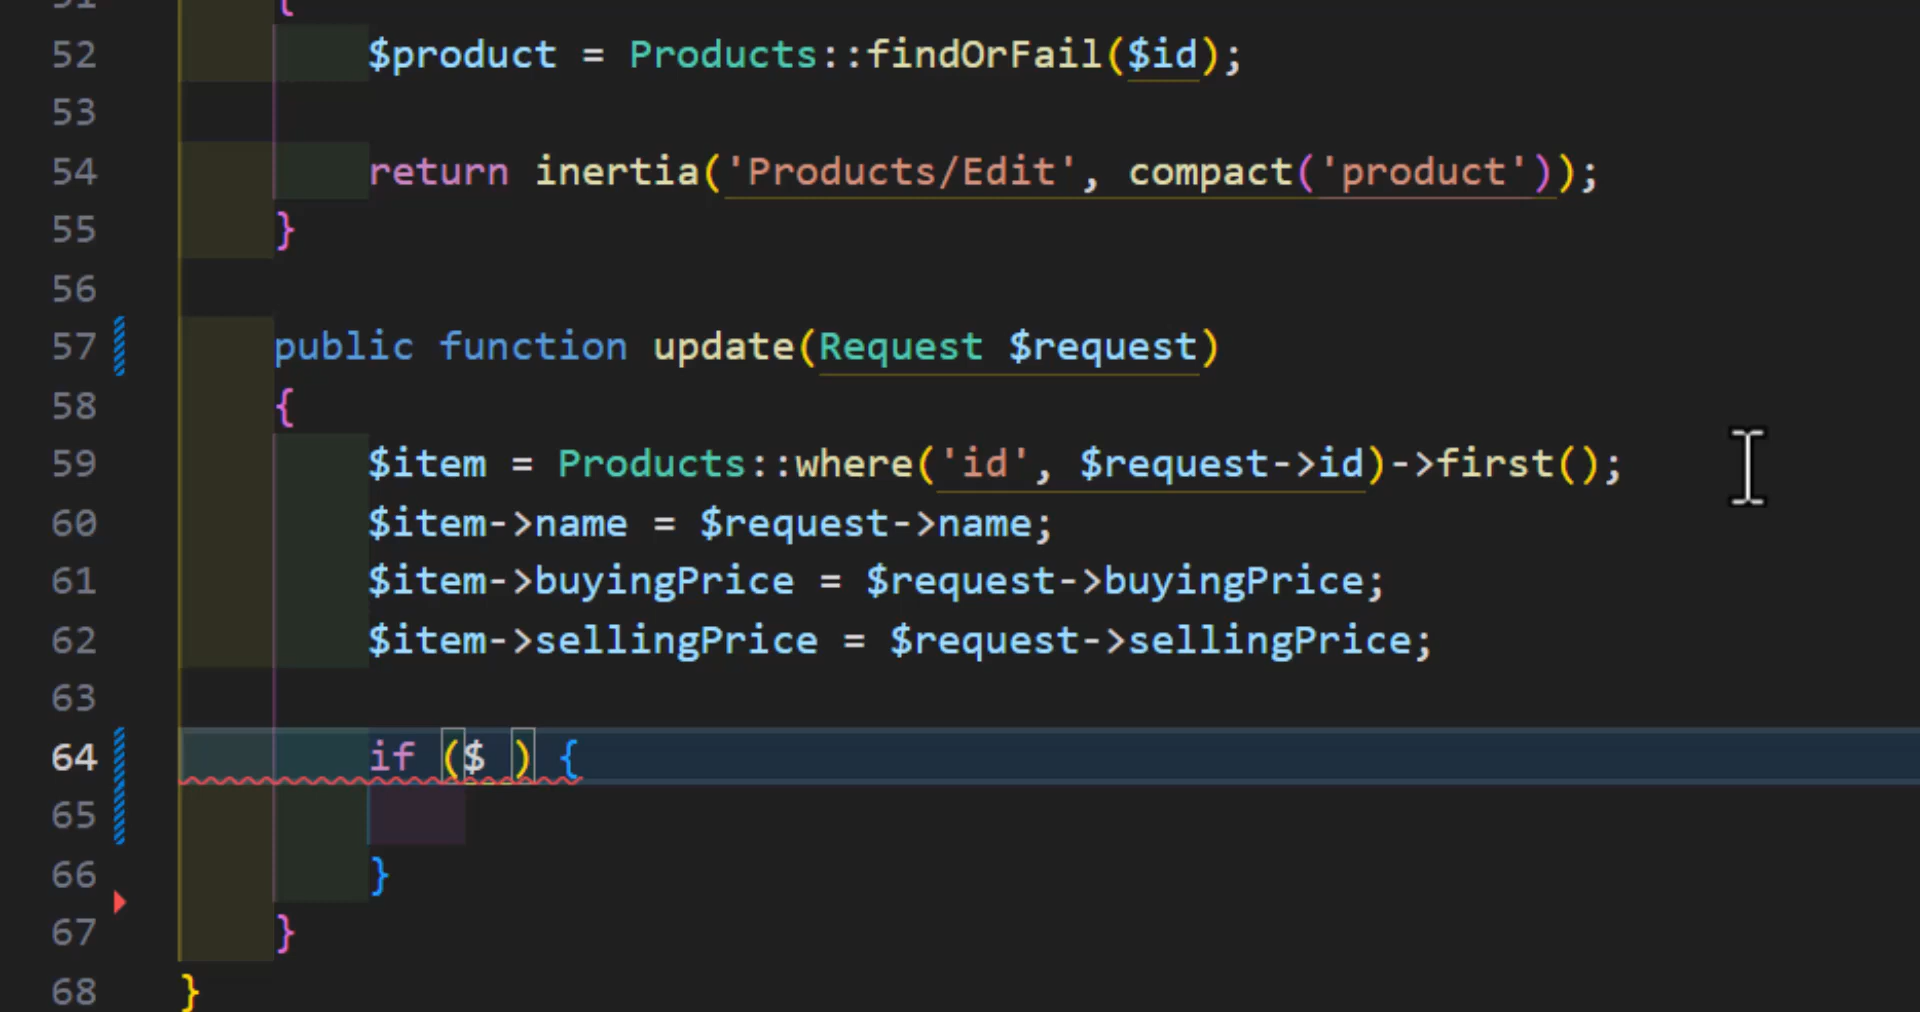 51 {
52 $product = Products::findOrFail($id);
53
54 return inertia('Products/Edit', compact('product'));
55 }
56
57 public function update(Request $request)
58 {
59 $item = Products::where('id', $request->id)->first();
60 $item->name = $request->name;
61 $item->buyingPrice = $request->buyingPrice;
62 $item->sellingPrice = $request->sellingPrice;
63
64 if ($ ) {
65
66 }
67 }
68 }